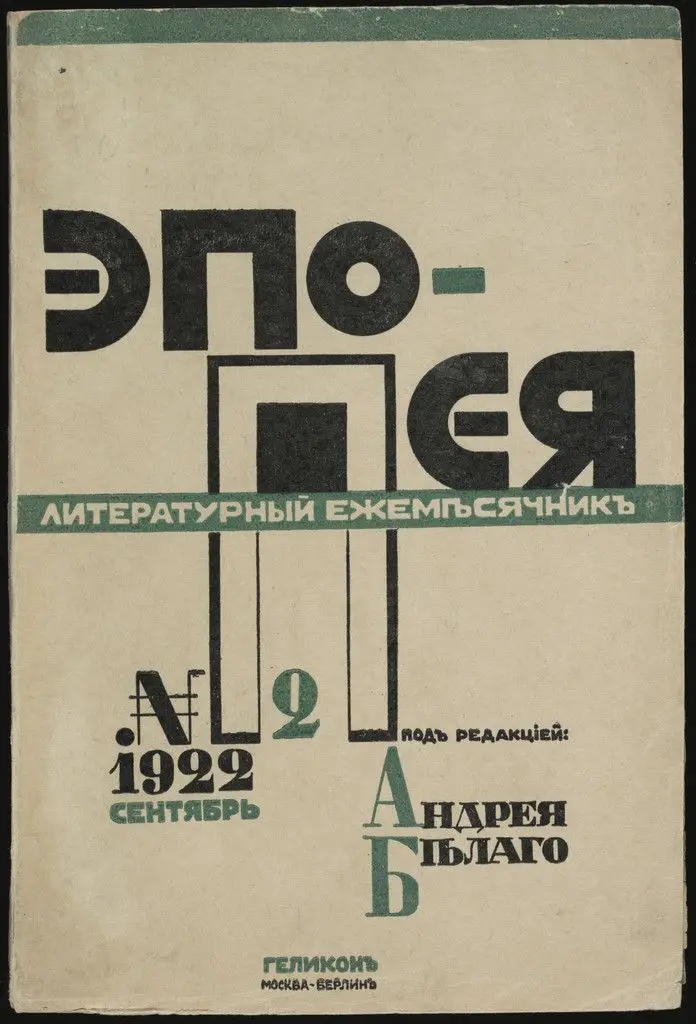 ЭПО-
ПЕЯ
ЛИТЕРАТУРНЫЙ ЕЖЕМѢСЯЧНИКЪ
№ 2
1922
СЕНТЯБРЬ
ПОДЪ РЕДАКЦІЕЙ:
АНДРЕЯ
БѢЛАГО
ГЕЛИКОНЪ
МОСКВА-БЕРЛИНЪ